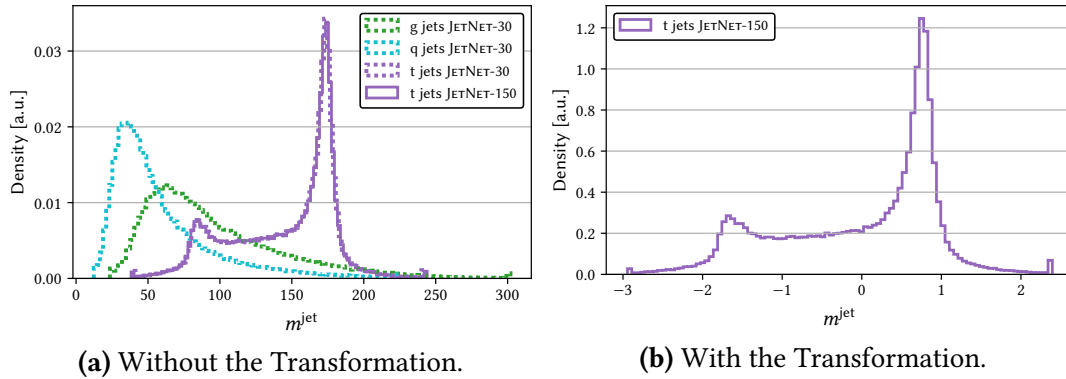 Density [a.u.]
0.03
0.02
0.01
0.00
0
50
100
150
200
250
300
m^jet
g jets JETNET-30
q jets JETNET-30
t jets JETNET-30
t jets JETNET-150
(a) Without the Transformation.
Density [a.u.]
1.2
1.0
0.8
0.6
0.4
0.2
0.0
−3
−2
−1
0
1
2
m^jet
t jets JETNET-150
(b) With the Transformation.